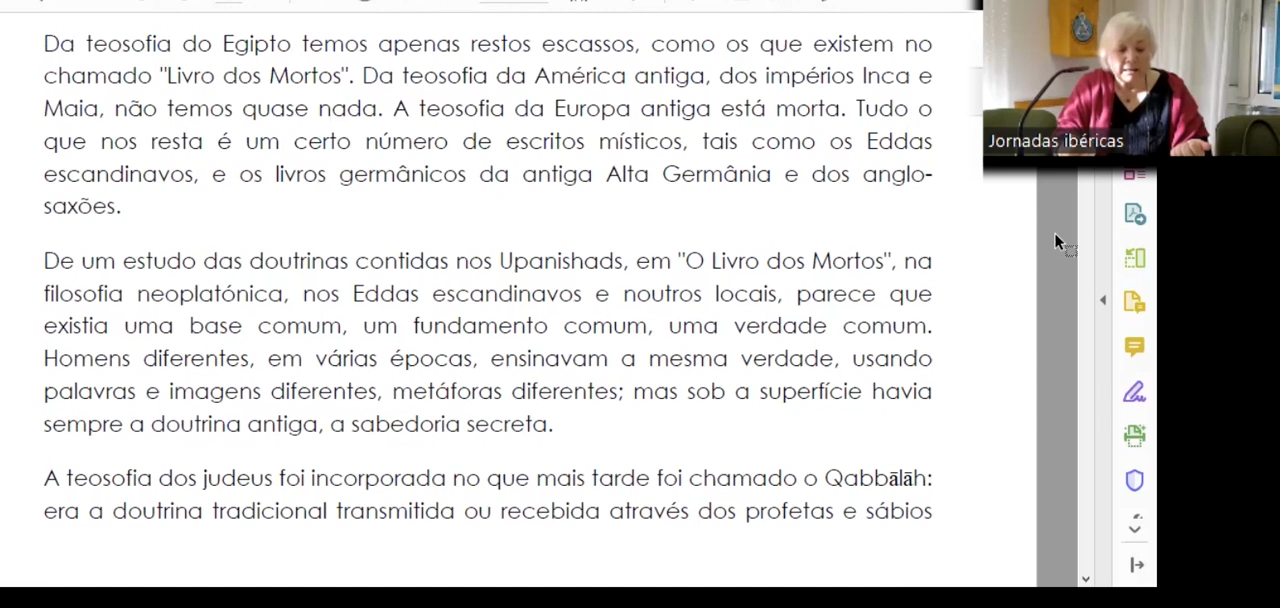 Da teosofia do Egipto temos apenas restos escassos, como os que existem no
chamado "Livro dos Mortos". Da teosofia da América antiga, dos impérios Inca e
Maia, não temos quase nada. A teosofia da Europa antiga está morta. Tudo o
que nos resta é um certo número de escritos místicos, tais como os Eddas
escandinavos, e os livros germânicos da antiga Alta Germânia e dos anglo-
saxões.
De um estudo das doutrinas contidas nos Upanishads, em "O Livro dos Mortos", na
filosofia neoplatónica, nos Eddas escandinavos e noutros locais, parece que
existia uma base comum, um fundamento comum, uma verdade comum.
Homens diferentes, em várias épocas, ensinavam a mesma verdade, usando
palavras e imagens diferentes, metáforas diferentes; mas sob a superfície havia
sempre a doutrina antiga, a sabedoria secreta.
A teosofia dos judeus foi incorporada no que mais tarde foi chamado o Qabbālāh:
era a doutrina tradicional transmitida ou recebida através dos profetas e sábios
Jornadas ibéricas